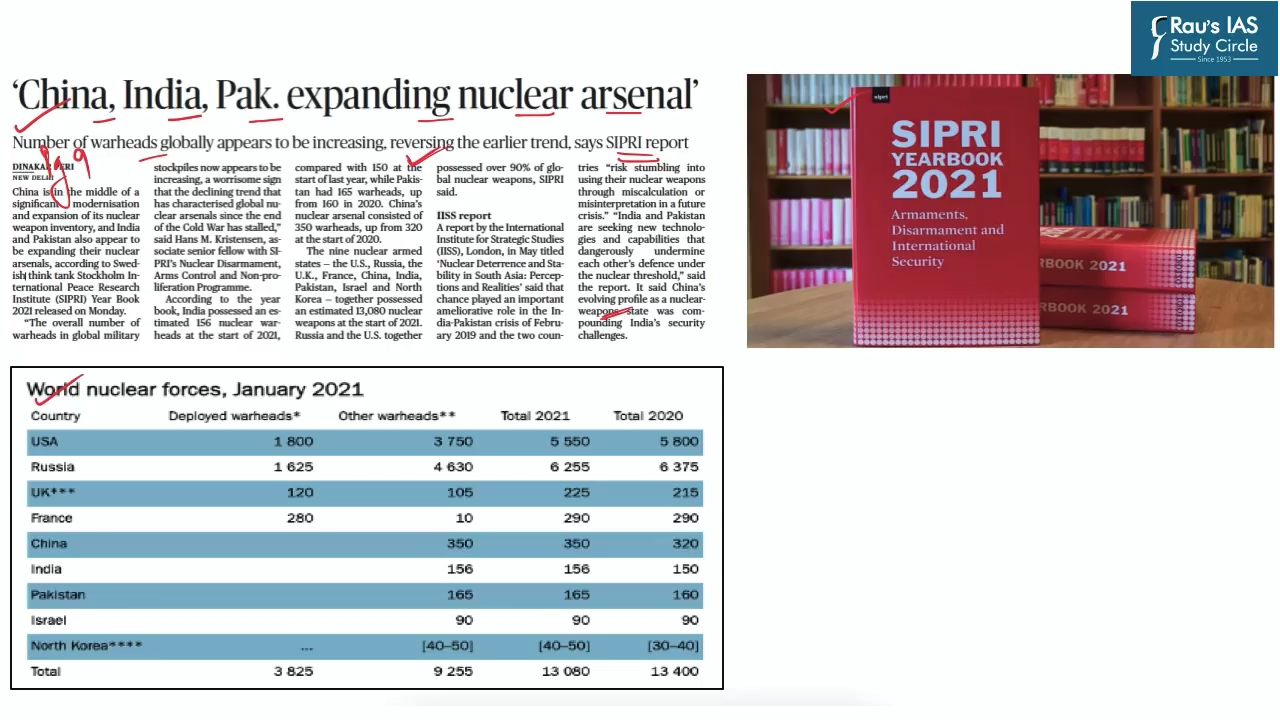 Rau's IAS
Study Circle
Since 1953
'China, India, Pak. expanding nuclear arsenal'
Number of warheads globally appears to be increasing, reversing the earlier trend, says SIPRI report
DINAKAR PERI
NEW DELHI
China is in the middle of a
significant modernisation
and expansion of its nuclear
weapon inventory, and India
and Pakistan also appear to
be expanding their nuclear
arsenals, according to Swed-
ish think tank Stockholm In-
ternational Peace Research
Institute (SIPRI) Year Book
2021 released on Monday.
"The overall number of
warheads in global military
stockpiles now appears to be
increasing, a worrisome sign
that the declining trend that
has characterised global nu-
clear arsenals since the end
of the Cold War has stalled,"
said Hans M. Kristensen, as-
sociate senior fellow with SI-
PRI's Nuclear Disarmament,
Arms Control and Non-pro-
liferation Programme.
According to the year
book, India possessed an es-
timated 156 nuclear war-
heads at the start of 2021,
compared with 150 at the
start of last year, while Pakis-
tan had 165 warheads, up
from 160 in 2020. China's
nuclear arsenal consisted of
350 warheads, up from 320
at the start of 2020.
The nine nuclear armed
states – the U.S., Russia, the
U.K., France, China, India,
Pakistan, Israel and North
Korea – together possessed
an estimated 13,080 nuclear
weapons at the start of 2021.
Russia and the U.S. together
possessed over 90% of glo-
bal nuclear weapons, SIPRI
said.
IISS report
A report by the International
Institute for Strategic Studies
(IISS), London, in May titled
'Nuclear Deterrence and Sta-
bility in South Asia: Percep-
tions and Realities' said that
chance played an important
ameliorative role in the In-
dia-Pakistan crisis of Febru-
ary 2019 and the two coun-
tries "risk stumbling into
using their nuclear weapons
through miscalculation or
misinterpretation in a future
crisis." "India and Pakistan
are seeking new technolo-
gies and capabilities that
dangerously undermine
each other's defence under
the nuclear threshold," said
the report. It said China's
evolving profile as a nuclear-
weapons state was com-
pounding India's security
challenges.
Pg 9
sipri
SIPRI
YEARBOOK
2021
Armaments,
Disarmament and
International
Security
RBOOK 2021
RBOOK 2021
World nuclear forces, January 2021
Country Deployed warheads* Other warheads** Total 2021 Total 2020
USA 1 800 3 750 5 550 5 800
Russia 1 625 4 630 6 255 6 375
UK*** 120 105 225 215
France 280 10 290 290
China 350 350 320
India 156 156 150
Pakistan 165 165 160
Israel 90 90 90
North Korea**** ... [40–50] [40–50] [30–40]
Total 3 825 9 255 13 080 13 400